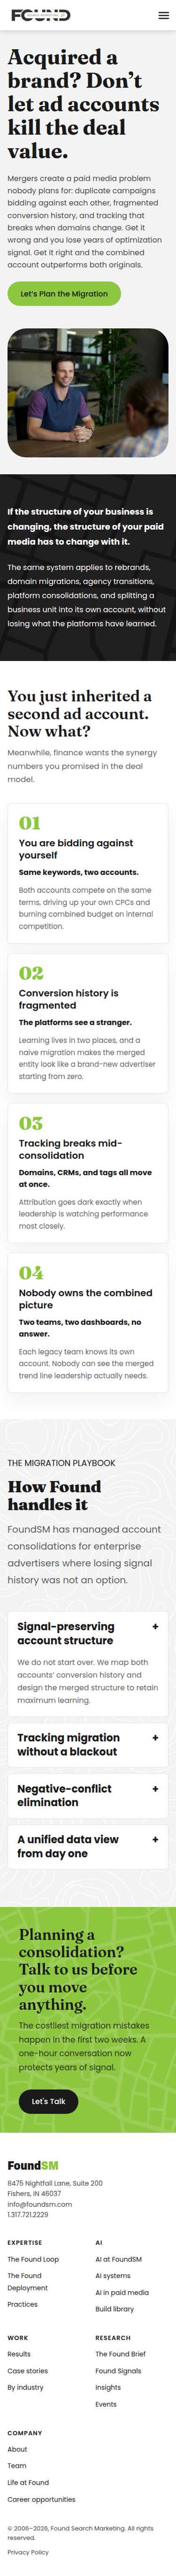 FOUND
Acquired a
brand? Don’t
let ad accounts
kill the deal
value.
Mergers create a paid media problem
nobody plans for: duplicate campaigns
bidding against each other, fragmented
conversion history, and tracking that
breaks when domains change. Get it
wrong and you lose years of optimization
signal. Get it right and the combined
account outperforms both originals.
Let’s Plan the Migration
If the structure of your business is
changing, the structure of your paid
media has to change with it.
The same system applies to rebrands,
domain migrations, agency transitions,
platform consolidations, and splitting a
business unit into its own account, without
losing what the platforms have learned.
You just inherited a
second ad account.
Now what?
Meanwhile, finance wants the synergy
numbers you promised in the deal
model.
01
You are bidding against
yourself
Same keywords, two accounts.
Both accounts compete on the same
terms, driving up your own CPCs and
burning combined budget on internal
competition.
02
Conversion history is
fragmented
The platforms see a stranger.
Learning lives in two places, and a
naive migration makes the merged
entity look like a brand-new advertiser
starting from zero.
03
Tracking breaks mid-
consolidation
Domains, CRMs, and tags all move
at once.
Attribution goes dark exactly when
leadership is watching performance
most closely.
04
Nobody owns the combined
picture
Two teams, two dashboards, no
answer.
Each legacy team knows its own
account. Nobody can see the merged
trend line leadership actually needs.
THE MIGRATION PLAYBOOK
How Found
handles it
FoundSM has managed account
consolidations for enterprise
advertisers where losing signal
history was not an option.
Signal-preserving
account structure
+
We do not start over. We map both
accounts’ conversion history and
design the merged structure to retain
maximum learning.
Tracking migration
without a blackout
+
Negative-conflict
elimination
+
A unified data view
from day one
+
Planning a
consolidation?
Talk to us before
you move
anything.
The costliest migration mistakes
happen in the first two weeks. A
one-hour conversation now
protects years of signal.
Let's Talk
FoundSM
8475 Nightfall Lane, Suite 200
Fishers, IN 46037
info@foundsm.com
1.317.721.2229
EXPERTISE
The Found Loop
The Found
Deployment
Practices
AI
AI at FoundSM
AI systems
AI in paid media
Build library
WORK
Results
Case stories
By industry
RESEARCH
The Found Brief
Found Signals
Insights
Events
COMPANY
About
Team
Life at Found
Career opportunities
© 2006–2026, Found Search Marketing. All rights
reserved.
Privacy Policy